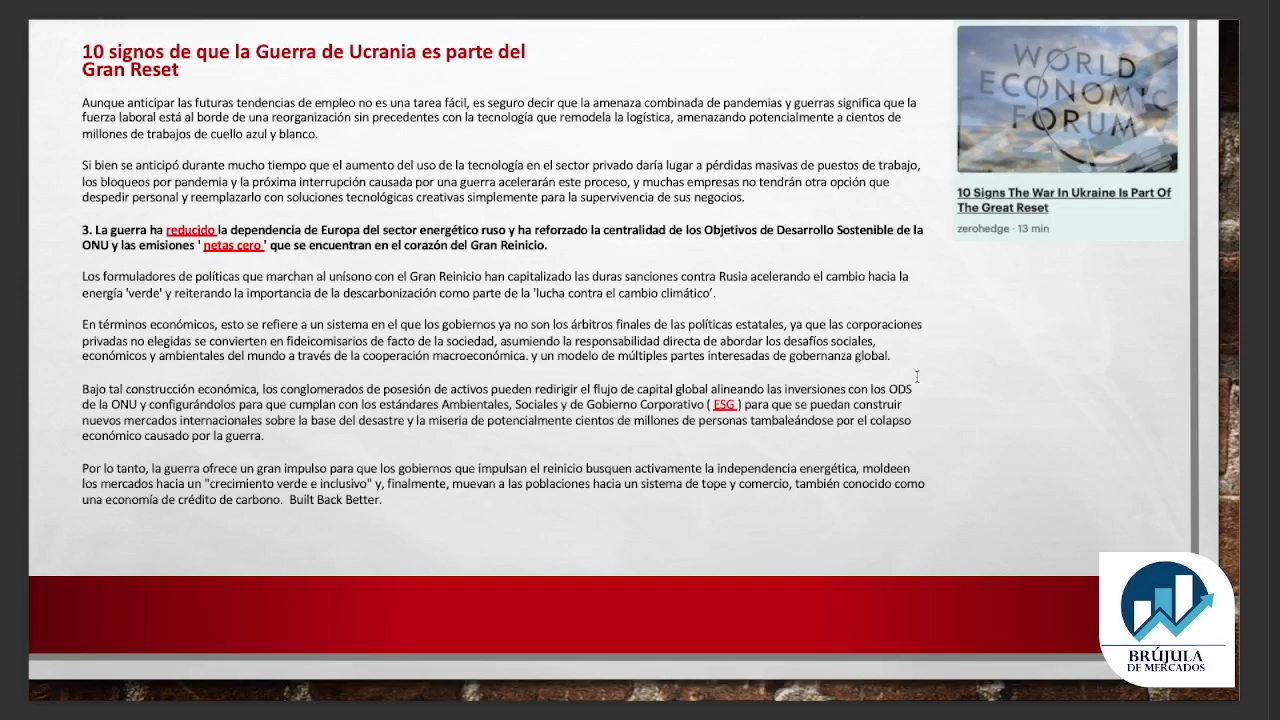 10 signos de que la Guerra de Ucrania es parte del
Gran Reset
Aunque anticipar las futuras tendencias de empleo no es una tarea fácil, es seguro decir que la amenaza combinada de pandemias y guerras significa que la
fuerza laboral está al borde de una reorganización sin precedentes con la tecnología que remodela la logística, amenazando potencialmente a cientos de
millones de trabajos de cuello azul y blanco.
Si bien se anticipó durante mucho tiempo que el aumento del uso de la tecnología en el sector privado daría lugar a pérdidas masivas de puestos de trabajo,
los bloqueos por pandemia y la próxima interrupción causada por una guerra acelerarán este proceso, y muchas empresas no tendrán otra opción que
despedir personal y reemplazarlo con soluciones tecnológicas creativas simplemente para la supervivencia de sus negocios.
3. La guerra ha reducido la dependencia de Europa del sector energético ruso y ha reforzado la centralidad de los Objetivos de Desarrollo Sostenible de la
ONU y las emisiones ' netas cero ' que se encuentran en el corazón del Gran Reinicio.
Los formuladores de políticas que marchan al unísono con el Gran Reinicio han capitalizado las duras sanciones contra Rusia acelerando el cambio hacia la
energía 'verde' y reiterando la importancia de la descarbonización como parte de la 'lucha contra el cambio climático'.
En términos económicos, esto se refiere a un sistema en el que los gobiernos ya no son los árbitros finales de las políticas estatales, ya que las corporaciones
privadas no elegidas se convierten en fideicomisarios de facto de la sociedad, asumiendo la responsabilidad directa de abordar los desafíos sociales,
económicos y ambientales del mundo a través de la cooperación macroeconómica. y un modelo de múltiples partes interesadas de gobernanza global.
Bajo tal construcción económica, los conglomerados de posesión de activos pueden redirigir el flujo de capital global alineando las inversiones con los ODS
de la ONU y configurándolos para que cumplan con los estándares Ambientales, Sociales y de Gobierno Corporativo ( ESG ) para que se puedan construir
nuevos mercados internacionales sobre la base del desastre y la miseria de potencialmente cientos de millones de personas tambaleándose por el colapso
económico causado por la guerra.
Por lo tanto, la guerra ofrece un gran impulso para que los gobiernos que impulsan el reinicio busquen activamente la independencia energética, moldeen
los mercados hacia un "crecimiento verde e inclusivo" y, finalmente, muevan a las poblaciones hacia un sistema de tope y comercio, también conocido como
una economía de crédito de carbono. Built Back Better.
WORLD
ECONOMIC
FORUM
10 Signs The War In Ukraine Is Part Of
The Great Reset
zerohedge · 13 min
BRÚJULA
DE MERCADOS